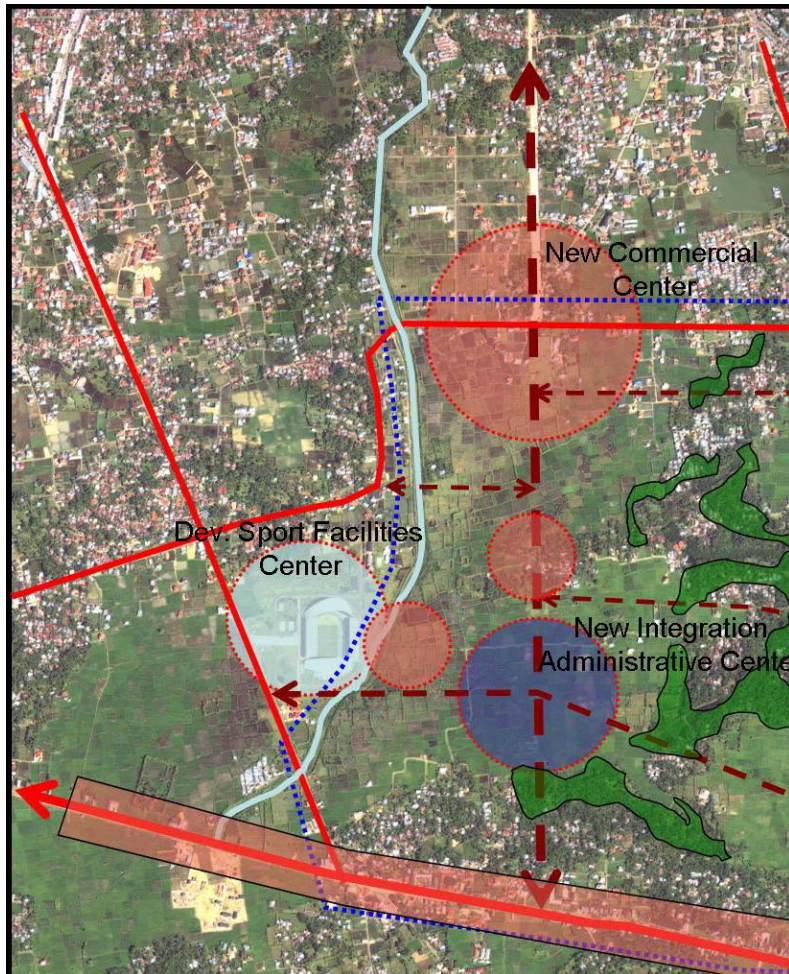 New Commercial
Center
Dev. Sport Facilities
Center
New Integration
Administrative Cente